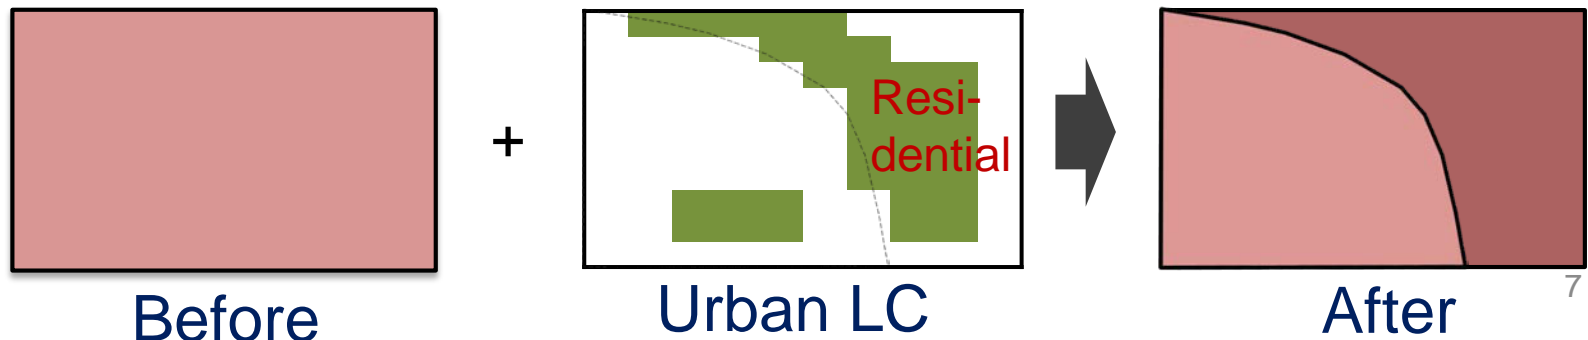 +
Resi-
dential
Before
Urban LC
After
7